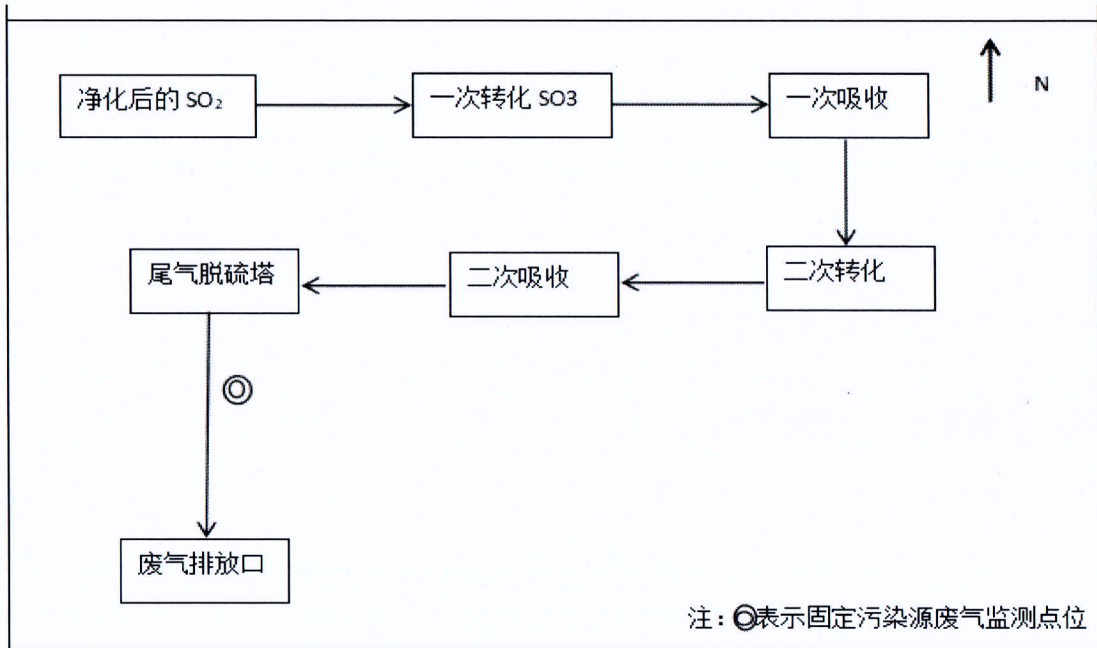 N
净化后的 SO₂
一次转化 SO3
一次吸收
尾气脱硫塔
二次吸收
二次转化
◎
废气排放口
注：◎表示固定污染源废气监测点位